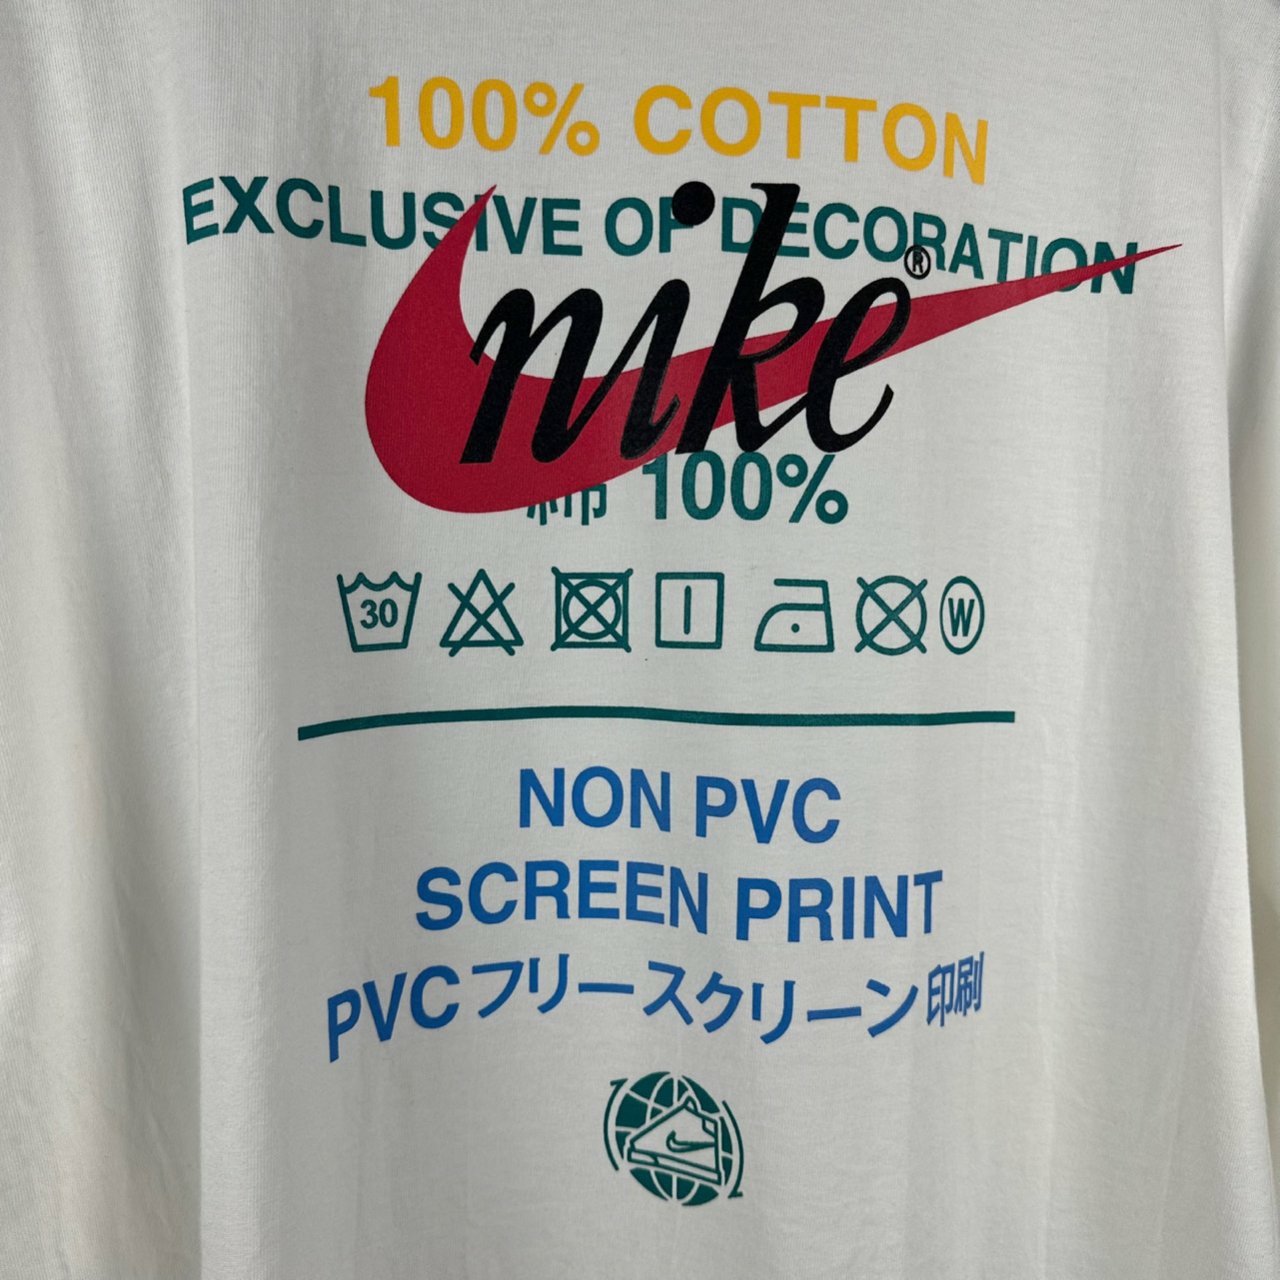 100% COTTON
EXCLUSIVE OF DECORATION
nike®
綿 100%
30
W
NON PVC
SCREEN PRINT
PVCフリースクリーン印刷